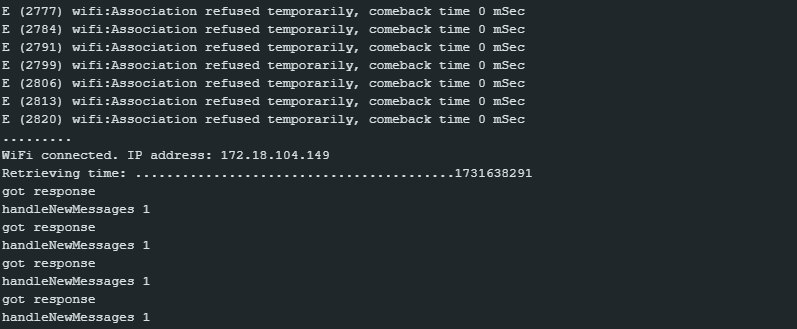 E (2777) wifi:Association refused temporarily, comeback time 0 mSec
E (2784) wifi:Association refused temporarily, comeback time 0 mSec
E (2791) wifi:Association refused temporarily, comeback time 0 mSec
E (2799) wifi:Association refused temporarily, comeback time 0 mSec
E (2806) wifi:Association refused temporarily, comeback time 0 mSec
E (2813) wifi:Association refused temporarily, comeback time 0 mSec
E (2820) wifi:Association refused temporarily, comeback time 0 mSec
.........
WiFi connected. IP address: 172.18.104.149
Retrieving time: .........................................1731638291
got response
handleNewMessages 1
got response
handleNewMessages 1
got response
handleNewMessages 1
got response
handleNewMessages 1